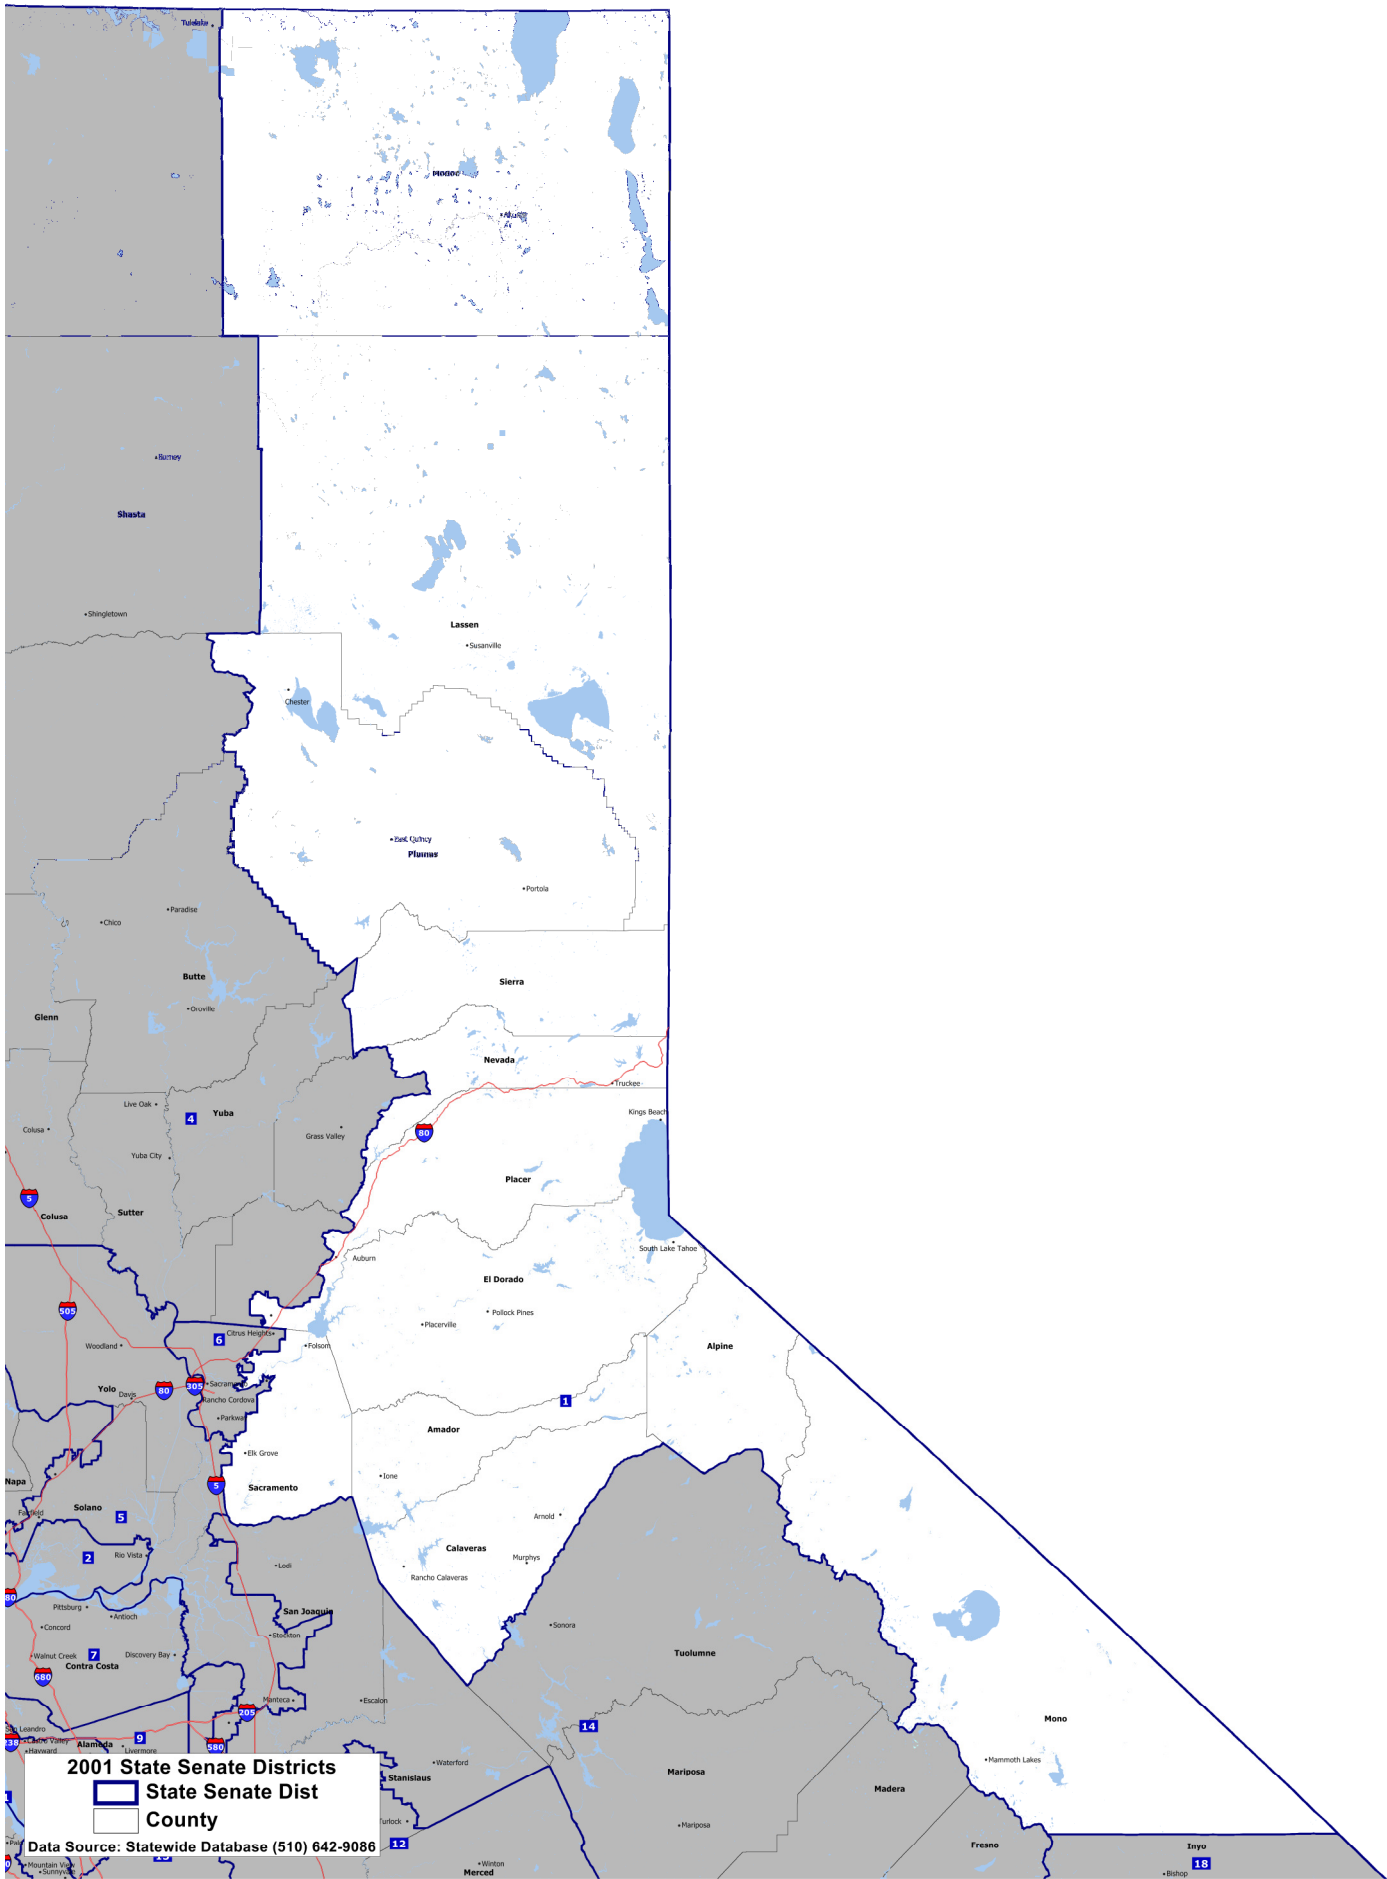 Tulelake
Modoc
Burney
Shasta
Shingletown
Lassen
Susanville
Chester
East Quincy
Plumas
Portola
Paradise
Chico
Butte
Sierra
Oroville
Glenn
Nevada
Truckee
Live Oak
Yuba
4
Kings Beach
Colusa
Grass Valley
80
Yuba City
Placer
5
Colusa
Sutter
South Lake Tahoe
Auburn
El Dorado
505
Pollock Pines
Placerville
Citrus Heights
6
Woodland
Folsom
Alpine
Yolo
80
305
Sacramento
Davis
Rancho Cordova
1
Parkway
Amador
Elk Grove
Napa
Ione
5
Sacramento
Solano
Fairfield
5
Arnold
Calaveras
2
Rio Vista
Murphys
Lodi
Rancho Calaveras
80
Pittsburg
Antioch
San Joaquin
Concord
Sonora
Stockton
7
Walnut Creek
Discovery Bay
Tuolumne
Contra Costa
680
Manteca
Escalon
205
Mono
San Leandro
14
9
238
Castro Valley
Alameda
580
Hayward
Livermore
Mammoth Lakes
Waterford
2001 State Senate Districts
State Senate Dist
County
Data Source: Statewide Database (510) 642-9086
Stanislaus
Mariposa
Madera
Turlock
Mariposa
12
Fresno
Inyo
18
Mountain View
Sunnyvale
Winton
Merced
Bishop